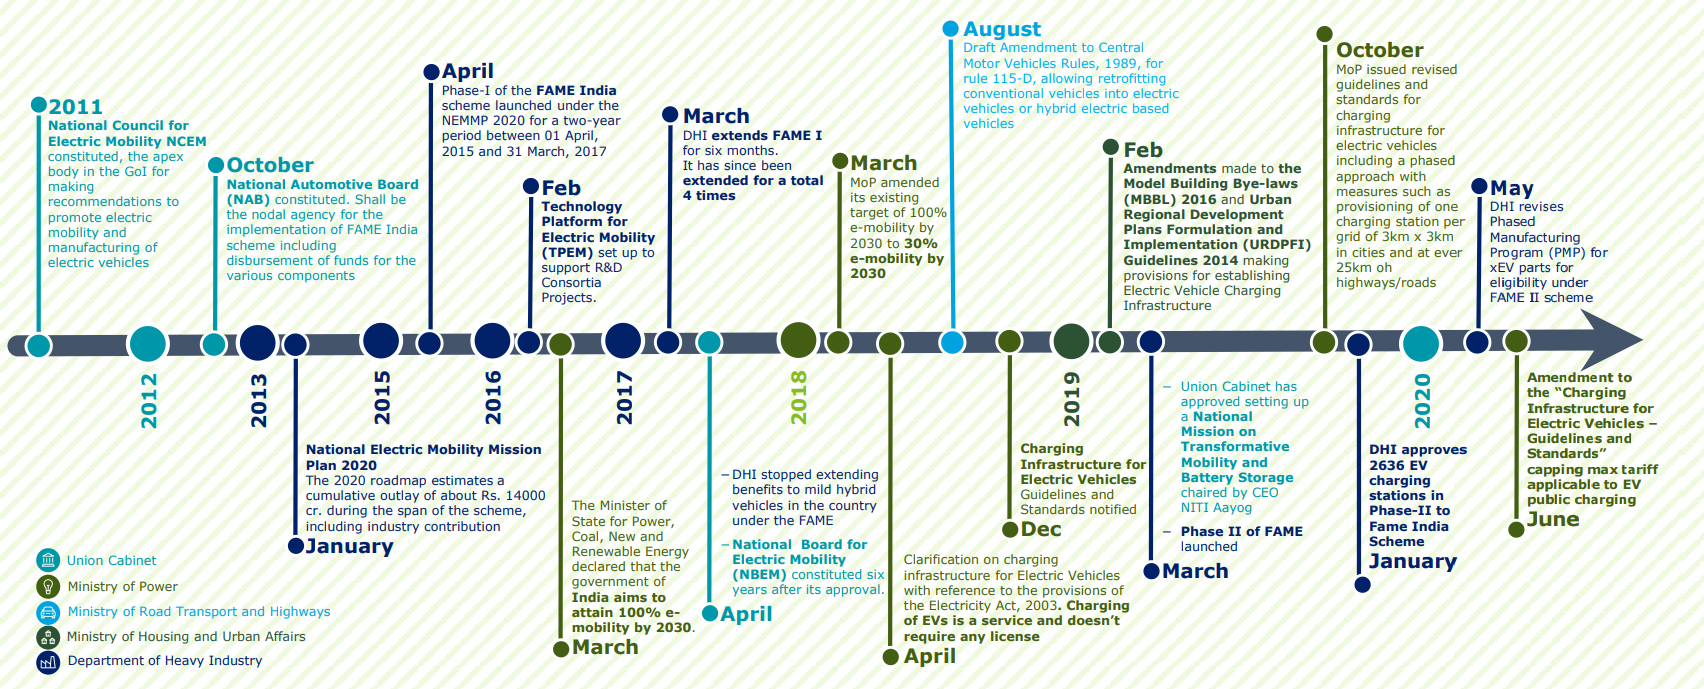 2011
National Council for
Electric Mobility NCEM
constituted, the apex
body in the GoI for
making
recommendations to
promote electric
mobility and
manufacturing of
electric vehicles
October
National Automotive Board
(NAB) constituted. Shall be
the nodal agency for the
implementation of FAME India
scheme including
disbursement of funds for the
various components
April
Phase-I of the FAME India
scheme launched under the
NEMMP 2020 for a two-year
period between 01 April,
2015 and 31 March, 2017
Feb
Technology
Platform for
Electric Mobility
(TPEM) set up to
support R&D
Consortia
Projects.
March
DHI extends FAME I
for six months.
It has since been
extended for a total
4 times
March
MoP amended
its existing
target of 100%
e-mobility by
2030 to 30%
e-mobility by
2030
August
Draft Amendment to Central
Motor Vehicles Rules, 1989, for
rule 115-D, allowing retrofitting
conventional vehicles into electric
vehicles or hybrid electric based
vehicles
Feb
Amendments made to the
Model Building Bye-laws
(MBBL) 2016 and Urban
Regional Development
Plans Formulation and
Implementation (URDPFI)
Guidelines 2014 making
provisions for establishing
Electric Vehicle Charging
Infrastructure
October
MoP issued revised
guidelines and
standards for
charging
infrastructure for
electric vehicles
including a phased
approach with
measures such as
provisioning of one
charging station per
grid of 3km x 3km
in cities and at ever
25km oh
highways/roads
May
DHI revises
Phased
Manufacturing
Program (PMP) for
xEV parts for
eligibility under
FAME II scheme
2012
2013
2015
2016
2017
2018
2019
2020
National Electric Mobility Mission
Plan 2020
The 2020 roadmap estimates a
cumulative outlay of about Rs. 14000
cr. during the span of the scheme,
including industry contribution
January
The Minister of
State for Power,
Coal, New and
Renewable Energy
declared that the
government of
India aims to
attain 100% e-
mobility by 2030.
March
– DHI stopped extending
benefits to mild hybrid
vehicles in the country
under the FAME
– National Board for
Electric Mobility
(NBEM) constituted six
years after its approval.
April
Clarification on charging
infrastructure for Electric Vehicles
with reference to the provisions of
the Electricity Act, 2003. Charging
of EVs is a service and doesn't
require any license
April
Charging
Infrastructure for
Electric Vehicles
Guidelines and
Standards notified
Dec
– Union Cabinet has
approved setting up
a National
Mission on
Transformative
Mobility and
Battery Storage
chaired by CEO
NITI Aayog
– Phase II of FAME
launched
March
DHI approves
2636 EV
charging
stations in
Phase-II to
Fame India
Scheme
January
Amendment to
the “Charging
Infrastructure for
Electric Vehicles –
Guidelines and
Standards”
capping max tariff
applicable to EV
public charging
June
Union Cabinet
Ministry of Power
Ministry of Road Transport and Highways
Ministry of Housing and Urban Affairs
Department of Heavy Industry